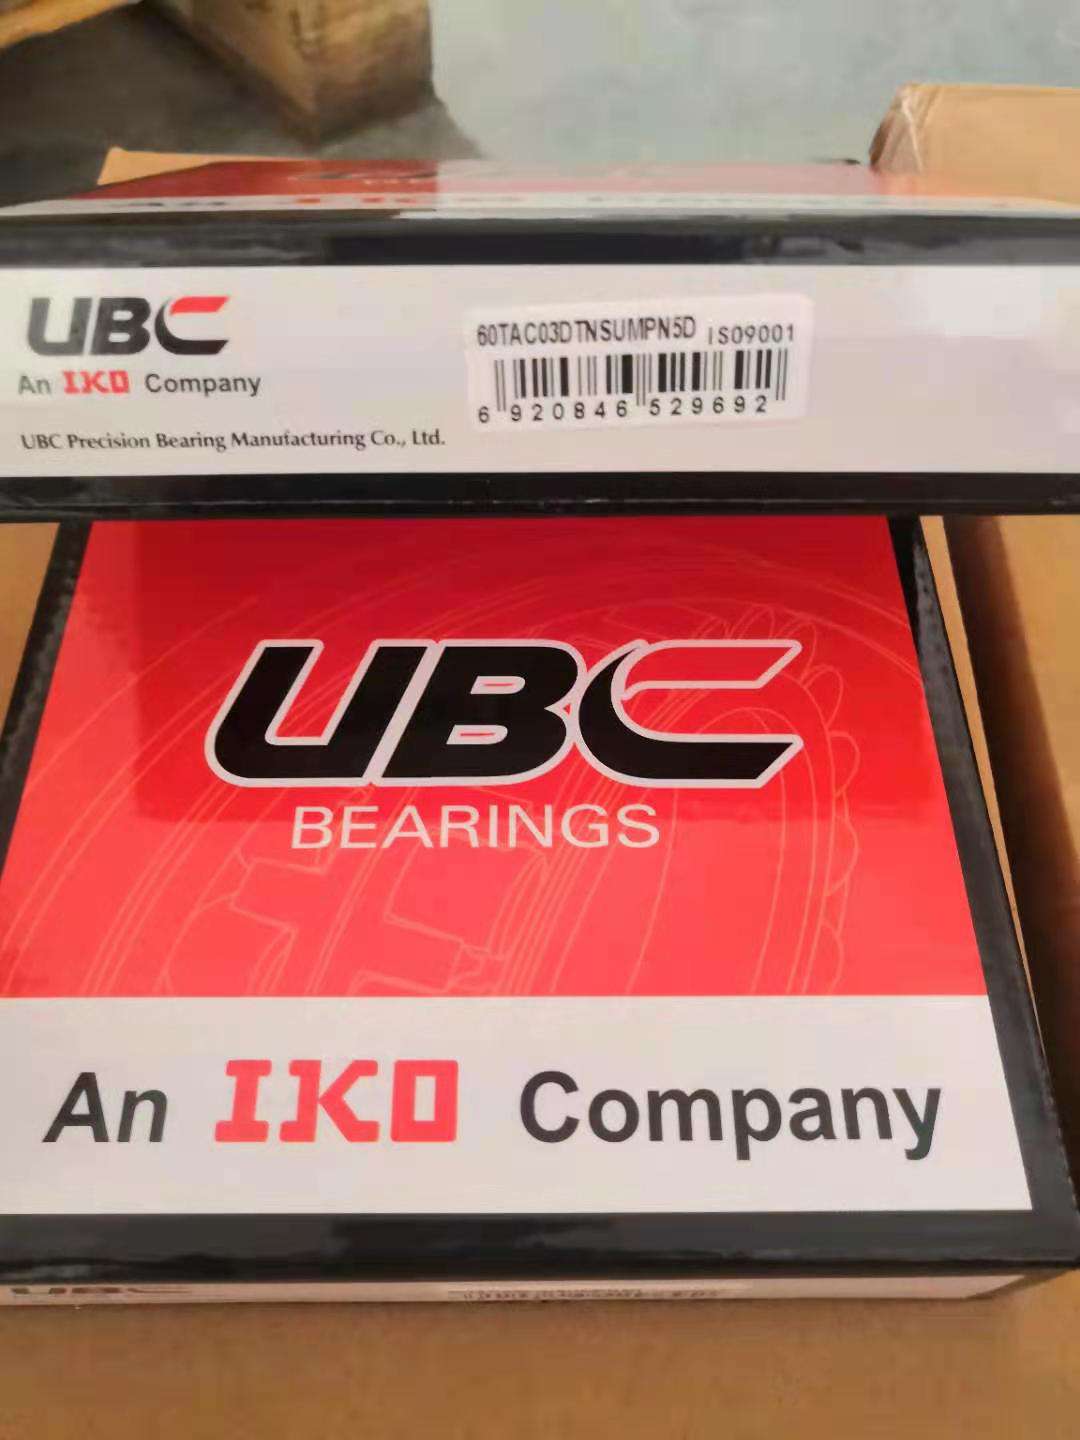 UBC
An IKO Company
UBC Precision Bearing Manufacturing Co., Ltd.
60TAC03DTNSUMPN5D ISO9001
6 920846 529692
UBC
BEARINGS
An IKO Company
UBC